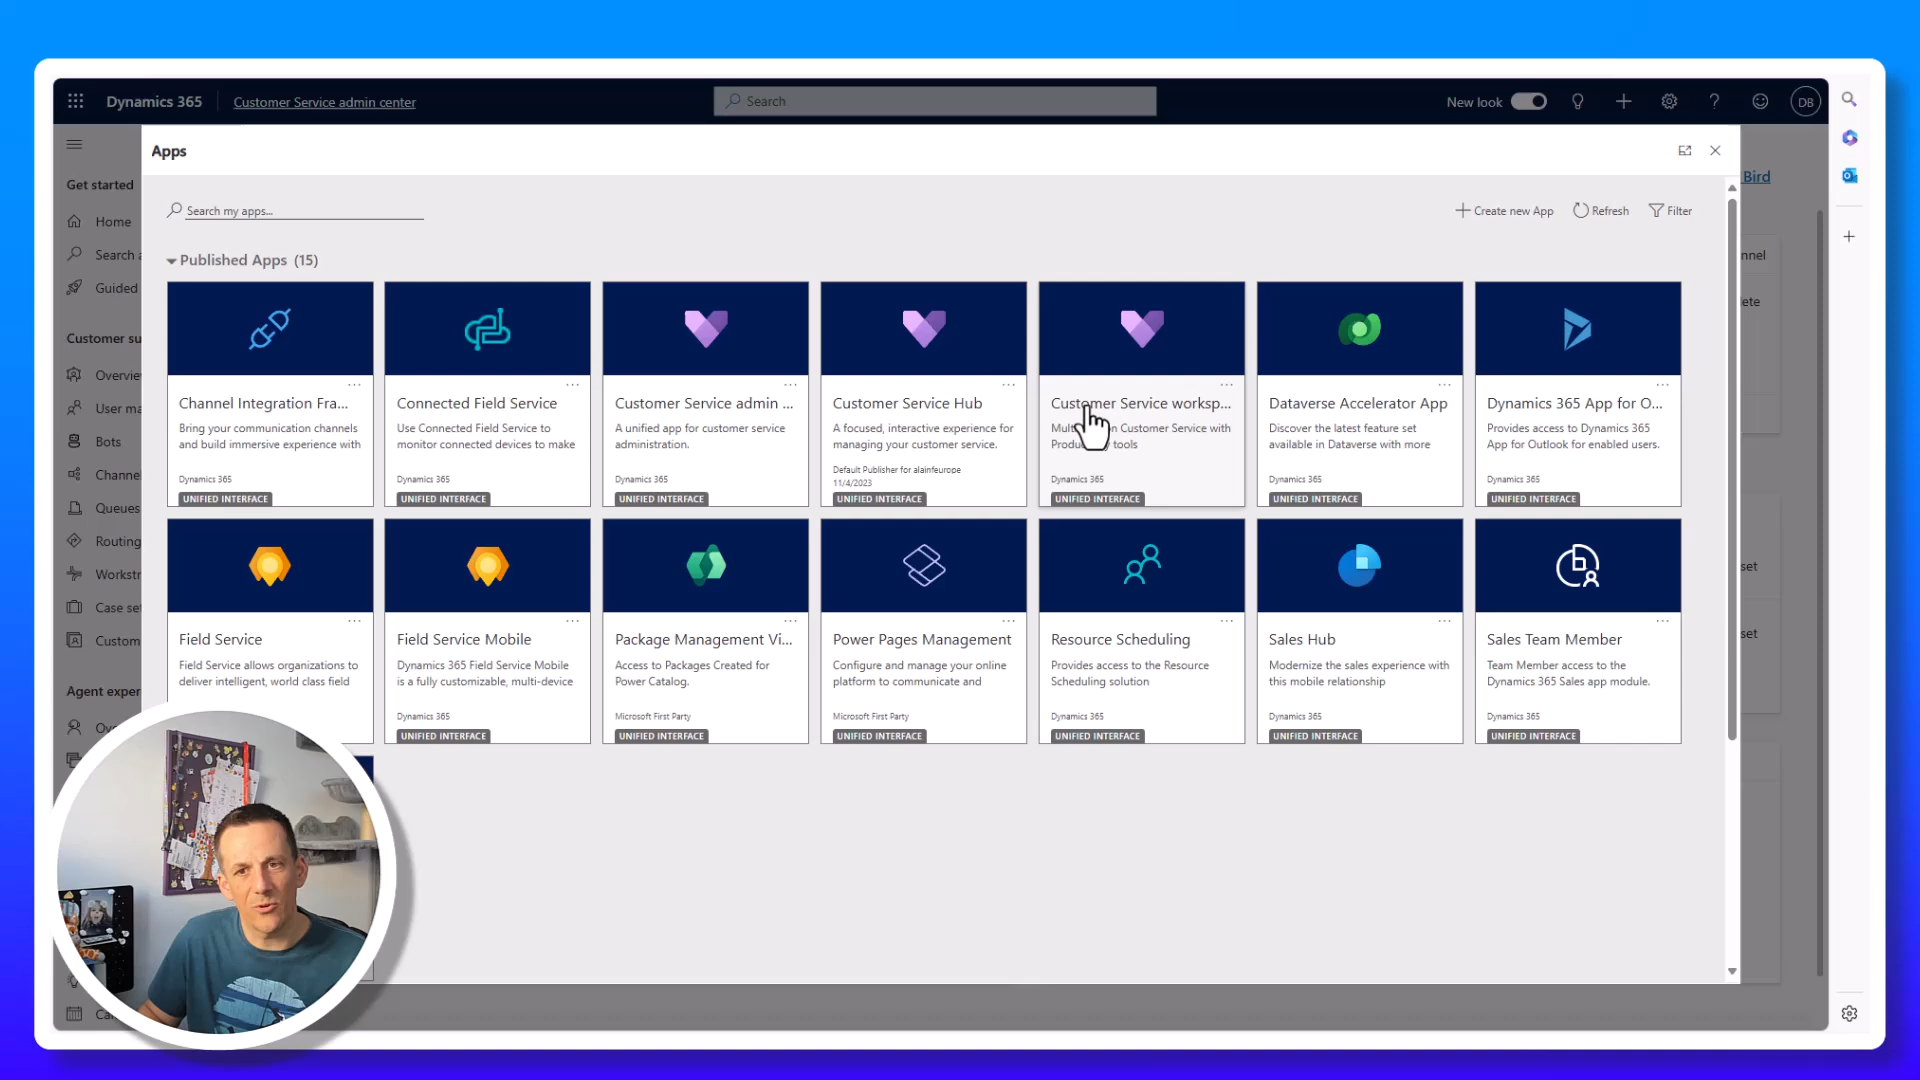 Dynamics 365
Customer Service admin center
Search
New look
DB
Apps
Get started
Bird
Search my apps...
Create new App
Refresh
Filter
Home
Search a
Guided
Published Apps (15)
nnel
ete
Customer su
Overvie
User ma
Bots
Channe
Queues
Routing
Workstr
Case set
Custom
Agent exper
Channel Integration Fra...
Bring your communication channels
and build immersive experience with
Dynamics 365
UNIFIED INTERFACE
Connected Field Service
Use Connected Field Service to
monitor connected devices to make
Dynamics 365
UNIFIED INTERFACE
Customer Service admin ...
A unified app for customer service
administration.
Dynamics 365
UNIFIED INTERFACE
Customer Service Hub
A focused, interactive experience for
managing your customer service.
Default Publisher for alainfeurope
11/4/2023
UNIFIED INTERFACE
Customer Service worksp...
n Customer Service with
tools
Dynamics 365
UNIFIED INTERFACE
Dataverse Accelerator App
Discover the latest feature set
available in Dataverse with more
Dynamics 365
UNIFIED INTERFACE
Dynamics 365 App for O...
Provides access to Dynamics 365
App for Outlook for enabled users.
Dynamics 365
UNIFIED INTERFACE
Field Service
Field Service allows organizations to
deliver intelligent, world class field
Field Service Mobile
Dynamics 365 Field Service Mobile
is a fully customizable, multi-device
Dynamics 365
UNIFIED INTERFACE
Package Management Vi...
Access to Packages Created for
Power Catalog.
Microsoft First Party
UNIFIED INTERFACE
Power Pages Management
Configure and manage your online
platform to communicate and
Microsoft First Party
UNIFIED INTERFACE
Resource Scheduling
Provides access to the Resource
Scheduling solution
Dynamics 365
UNIFIED INTERFACE
Sales Hub
Modernize the sales experience with
this mobile relationship
Dynamics 365
UNIFIED INTERFACE
Sales Team Member
Team Member access to the
Dynamics 365 Sales app module.
Dynamics 365
UNIFIED INTERFACE
set
set